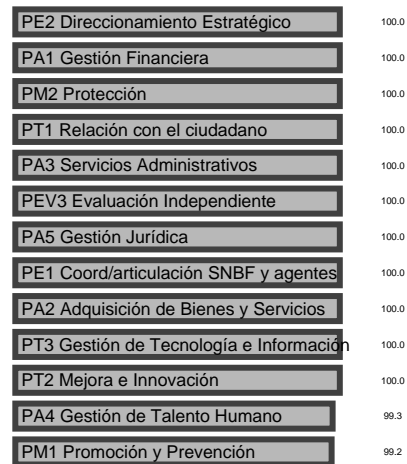 PE2 Direccionamiento Estratégico 100.0
PA1 Gestión Financiera 100.0
PM2 Protección 100.0
PT1 Relación con el ciudadano 100.0
PA3 Servicios Administrativos 100.0
PEV3 Evaluación Independiente 100.0
PA5 Gestión Jurídica 100.0
PE1 Coord/articulación SNBF y agentes 100.0
PA2 Adquisición de Bienes y Servicios 100.0
PT3 Gestión de Tecnología e Información 100.0
PT2 Mejora e Innovación 100.0
PA4 Gestión de Talento Humano 99.3
PM1 Promoción y Prevención 99.2